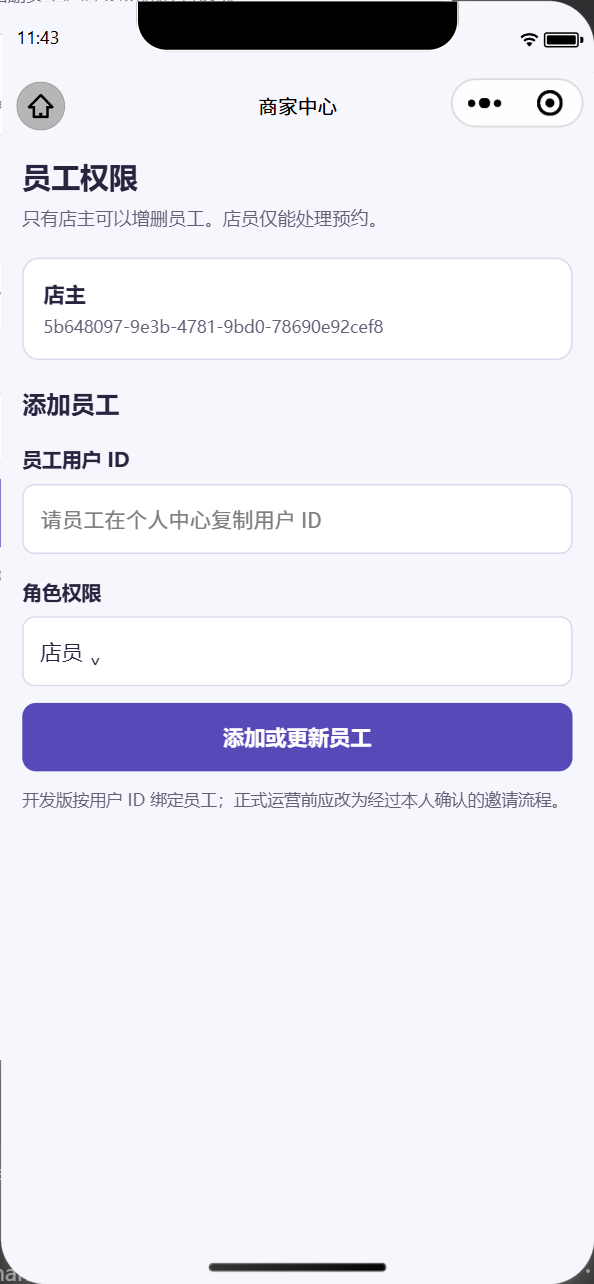 11:43
商家中心
员工权限
只有店主可以增删员工。店员仅能处理预约。
店主
5b648097-9e3b-4781-9bd0-78690e92cef8
添加员工
员工用户 ID
请员工在个人中心复制用户 ID
角色权限
店员 ˅
添加或更新员工
开发版按用户 ID 绑定员工；正式运营前应改为经过本人确认的邀请流程。